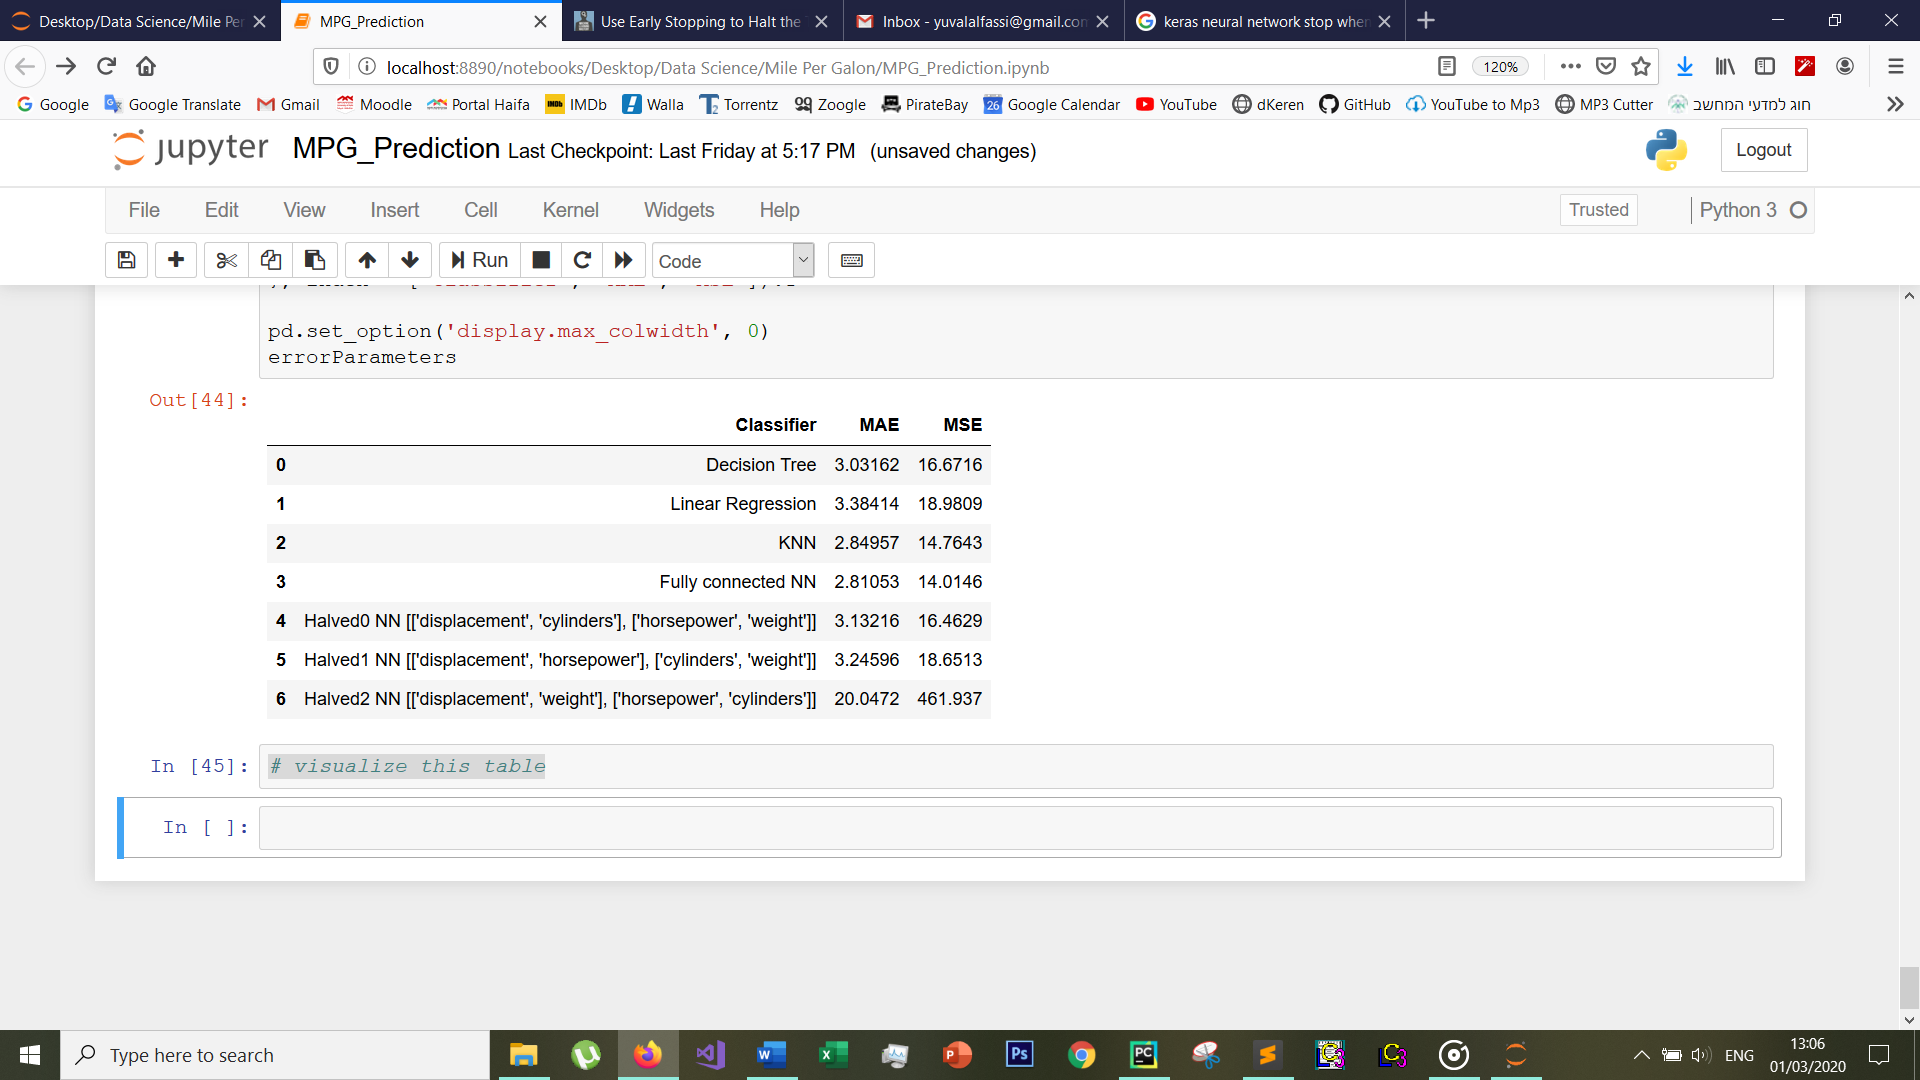 Desktop/Data Science/Mile Per
MPG_Prediction
Use Early Stopping to Halt the
Inbox - yuvalalfassi@gmail.com
keras neural network stop when
localhost:8890/notebooks/Desktop/Data Science/Mile Per Galon/MPG_Prediction.ipynb
120%
Google
Google Translate
Gmail
Moodle
Portal Haifa
IMDb
Walla
Torrentz
Zoogle
PirateBay
Google Calendar
YouTube
dKeren
GitHub
YouTube to Mp3
MP3 Cutter
חוג למדעי המחשב
jupyter MPG_Prediction Last Checkpoint: Last Friday at 5:17 PM (unsaved changes)
Logout
File Edit View Insert Cell Kernel Widgets Help
Trusted
Python 3
Run
Code
pd.set_option('display.max_colwidth', 0)
errorParameters
Out[44]:
Classifier MAE MSE
0 Decision Tree 3.03162 16.6716
1 Linear Regression 3.38414 18.9809
2 KNN 2.84957 14.7643
3 Fully connected NN 2.81053 14.0146
4 Halved0 NN [['displacement', 'cylinders'], ['horsepower', 'weight']] 3.13216 16.4629
5 Halved1 NN [['displacement', 'horsepower'], ['cylinders', 'weight']] 3.24596 18.6513
6 Halved2 NN [['displacement', 'weight'], ['horsepower', 'cylinders']] 20.0472 461.937
In [45]: # visualize this table
In [ ]:
Type here to search
ENG
13:06
01/03/2020